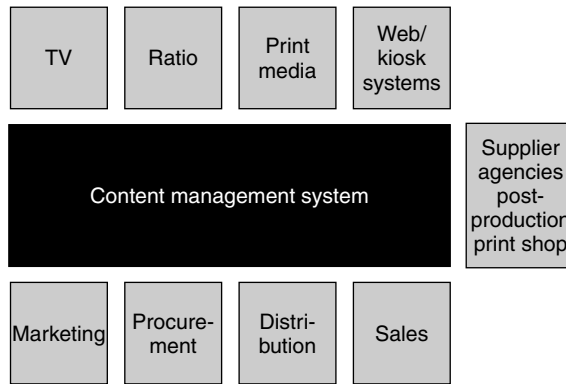 TV
Ratio
Print
media
Web/
kiosk
systems
Content management system
Supplier
agencies
post-
production
print shop
Marketing
Procure-
ment
Distri-
bution
Sales